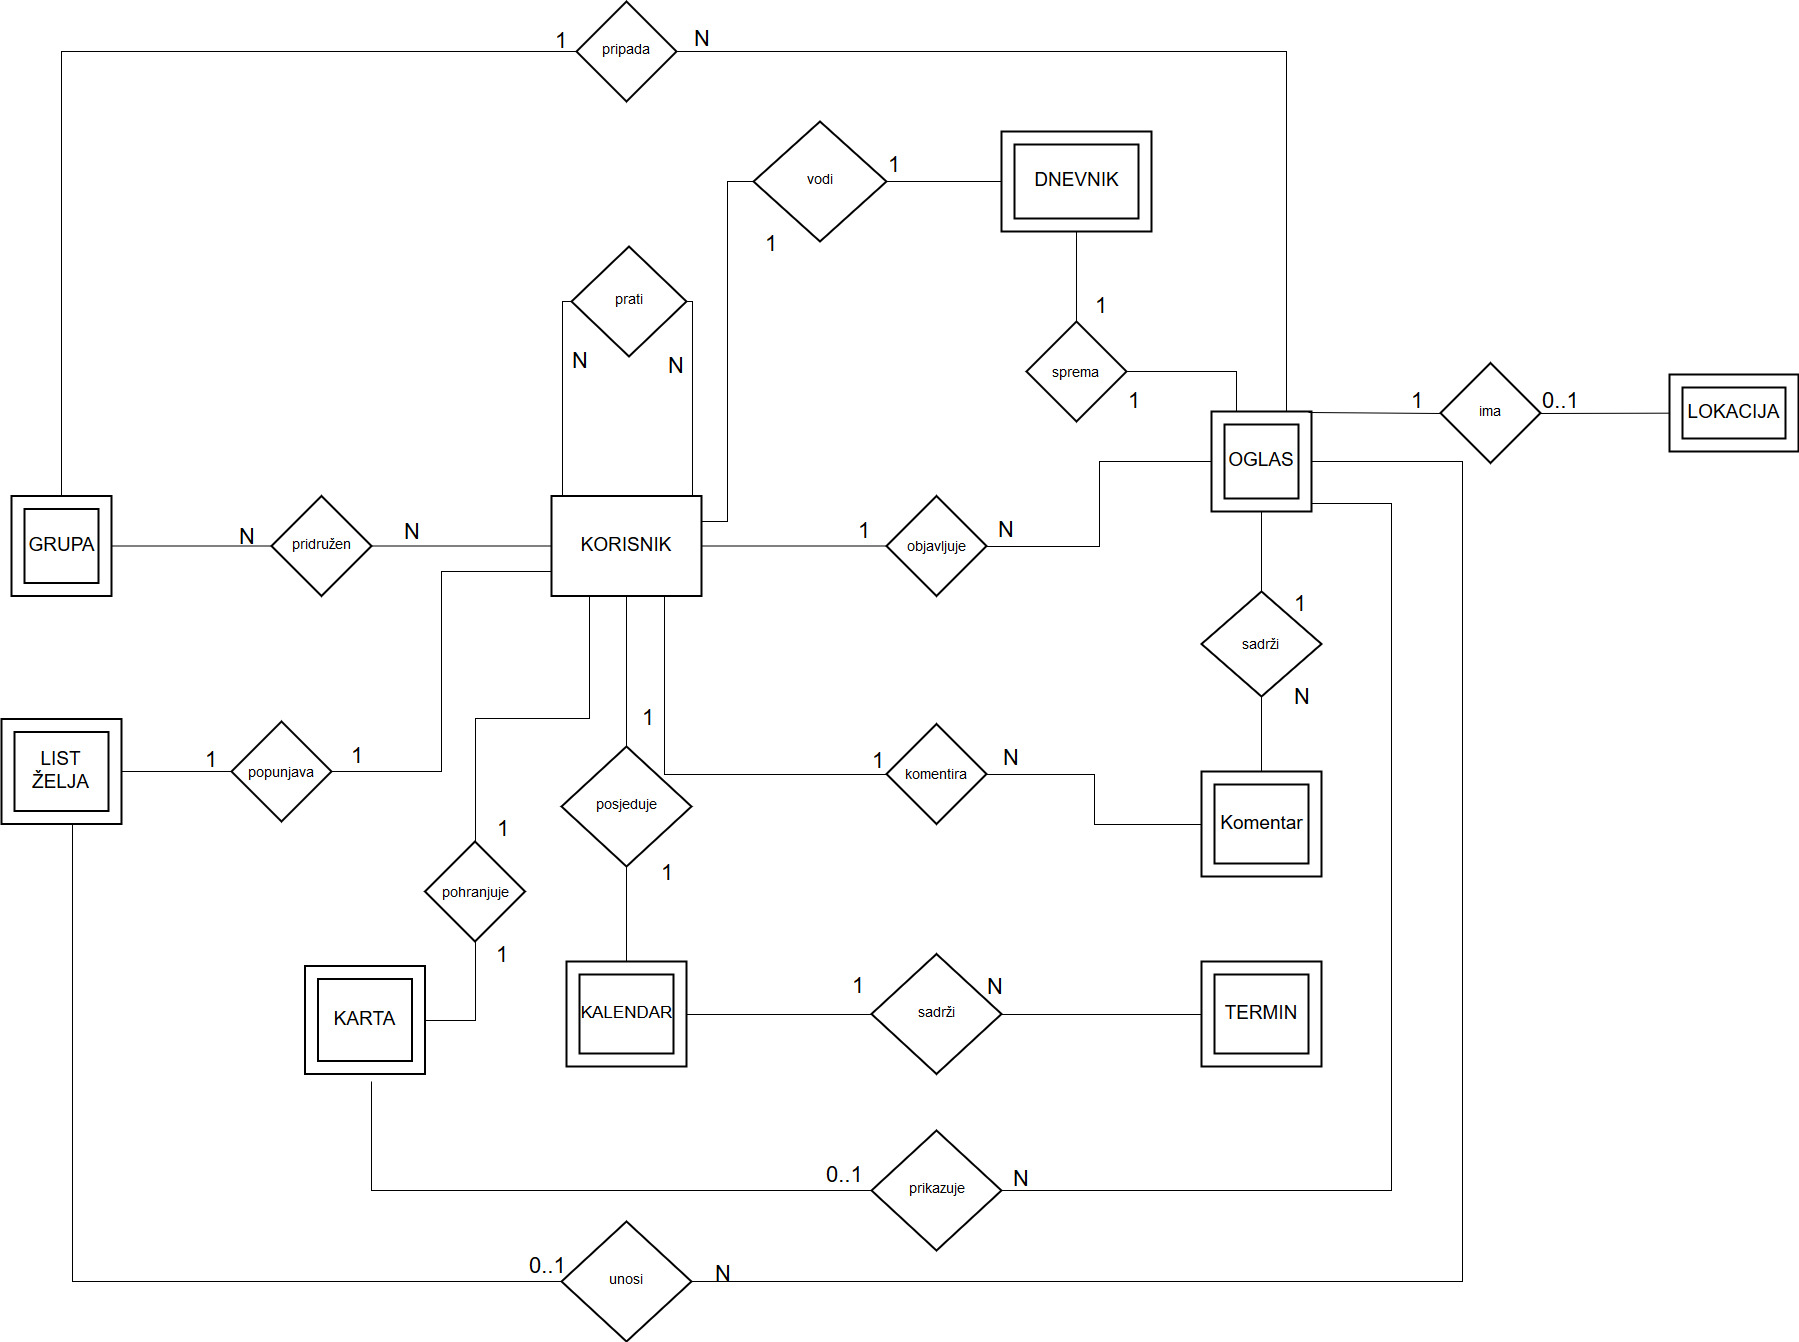 1
pripada
N
vodi
1
1
DNEVNIK
prati
N
N
1
sprema
1
1
ima
0..1
LOKACIJA
OGLAS
GRUPA
N
pridružen
N
KORISNIK
1
objavljuje
N
1
sadrži
N
LIST
ŽELJA
1
popunjava
1
1
posjeduje
1
1
komentira
N
Komentar
1
pohranjuje
1
KARTA
KALENDAR
1
sadrži
N
TERMIN
0..1
prikazuje
N
0..1
unosi
N